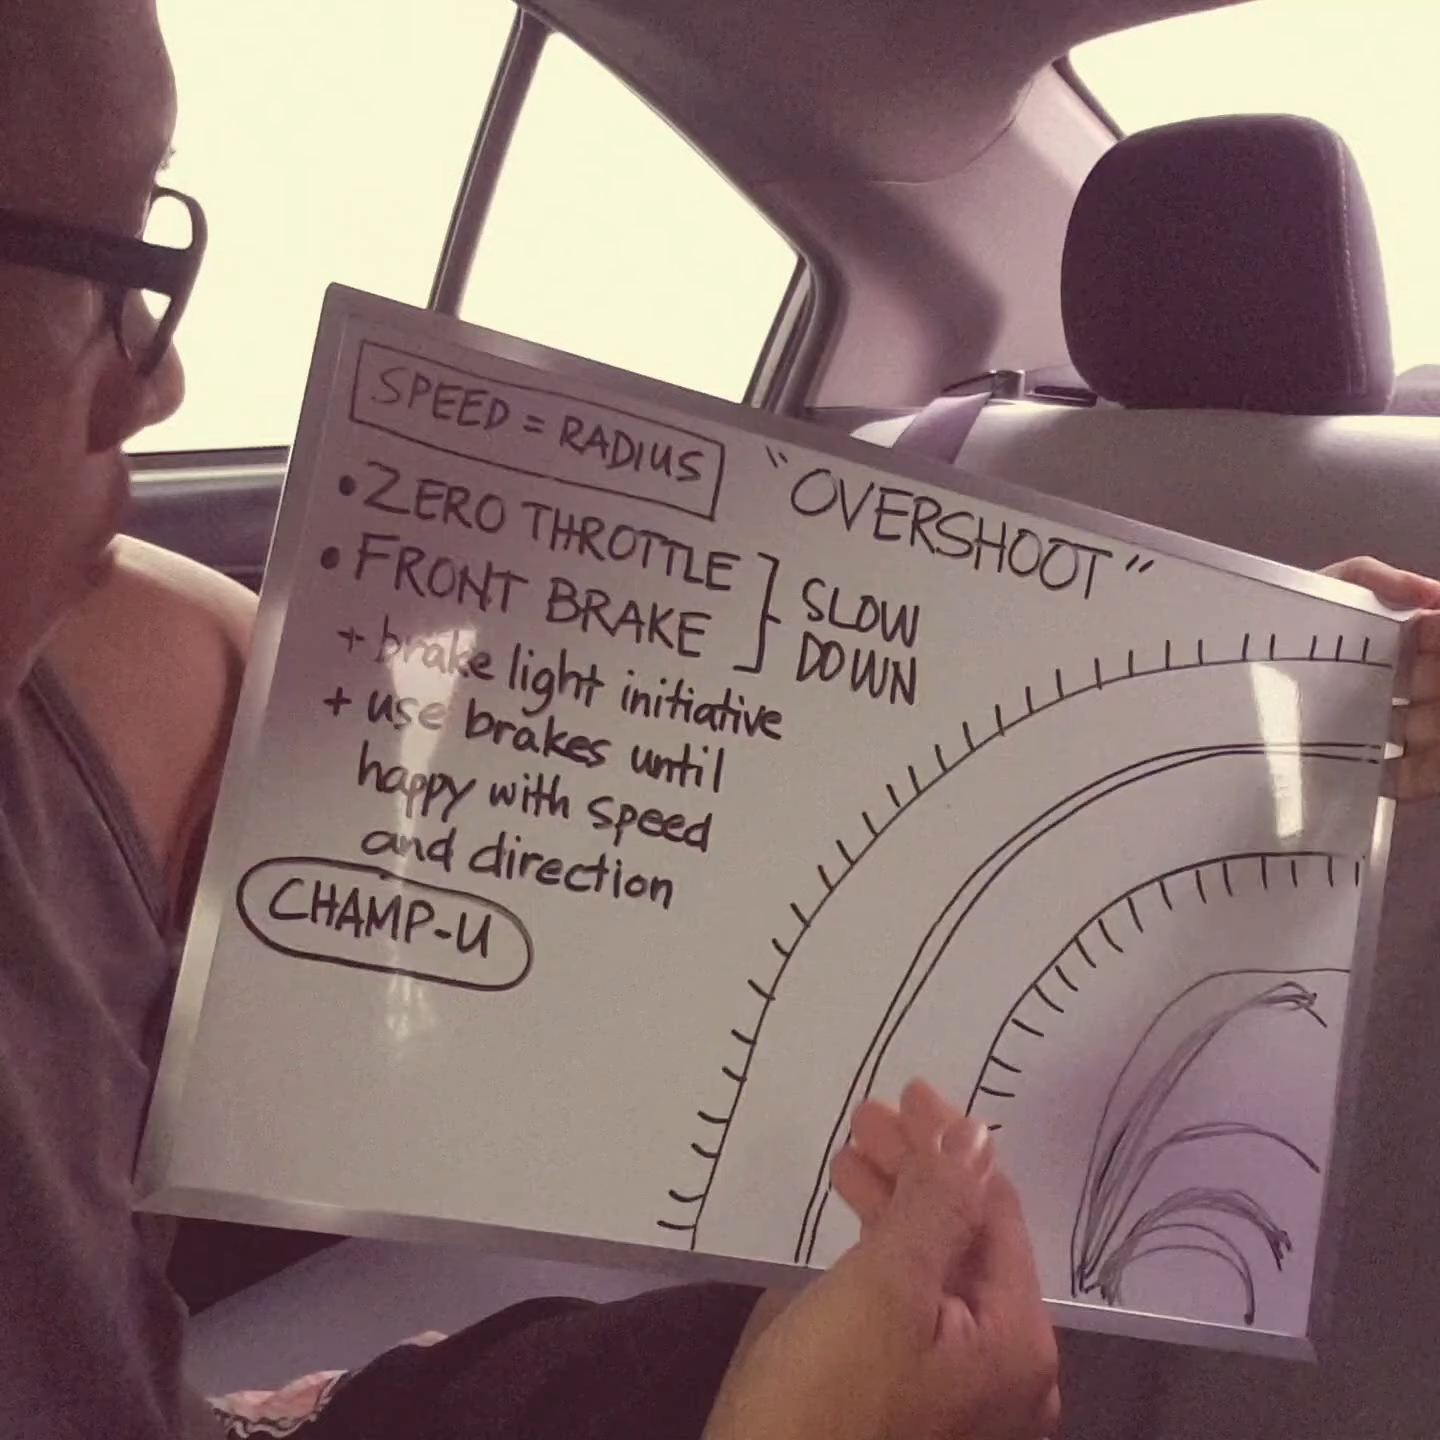 SPEED = RADIUS
"OVERSHOOT"
• ZERO THROTTLE
• FRONT BRAKE
SLOW
DOWN
+ brake light initiative
+ use brakes until
happy with speed
and direction
CHAMP-U